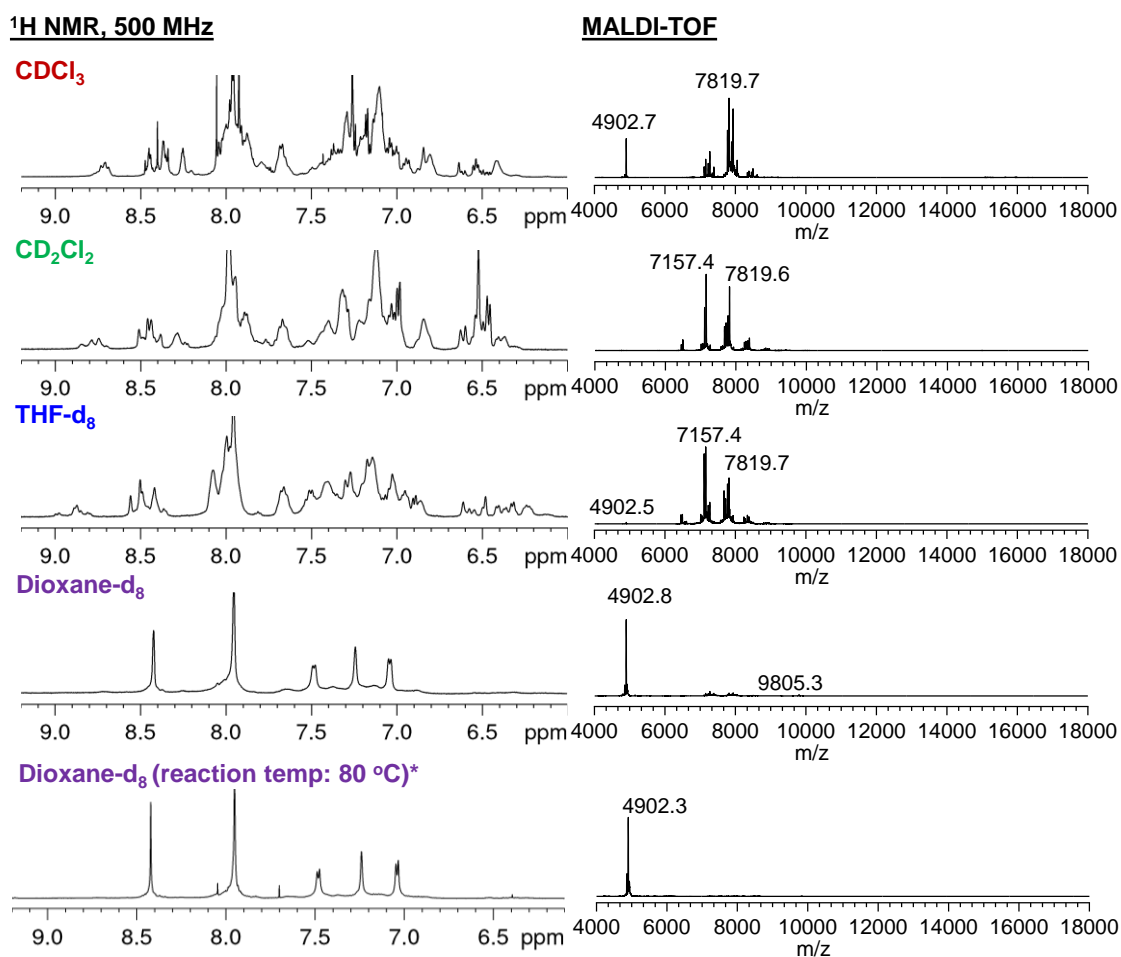 ¹H NMR, 500 MHz
MALDI-TOF
CDCl₃
7819.7
4902.7
9.0 8.5 8.0 7.5 7.0 6.5 ppm
4000 6000 8000 10000 12000 14000 16000 18000
m/z
CD₂Cl₂
7157.4
7819.6
9.0 8.5 8.0 7.5 7.0 6.5 ppm
4000 6000 8000 10000 12000 14000 16000 18000
m/z
THF-d₈
7157.4
7819.7
4902.5
9.0 8.5 8.0 7.5 7.0 6.5 ppm
4000 6000 8000 10000 12000 14000 16000 18000
m/z
Dioxane-d₈
4902.8
9805.3
9.0 8.5 8.0 7.5 7.0 6.5 ppm
4000 6000 8000 10000 12000 14000 16000 18000
m/z
Dioxane-d₈ (reaction temp: 80 ºC)*
4902.3
9.0 8.5 8.0 7.5 7.0 6.5 ppm
4000 6000 8000 10000 12000 14000 16000 18000
m/z